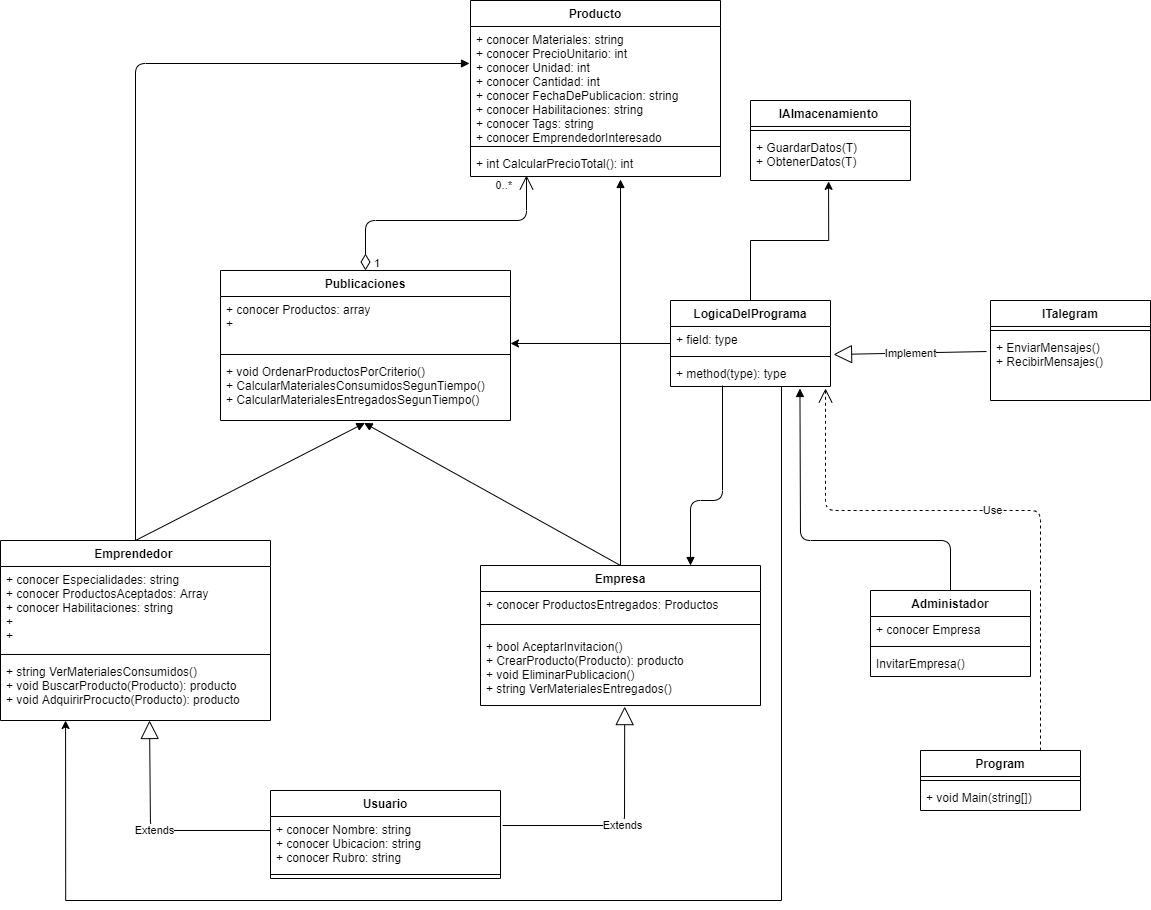 Producto
+ conocer Materiales: string
+ conocer PrecioUnitario: int
+ conocer Unidad: int
+ conocer Cantidad: int
+ conocer FechaDePublicacion: string
+ conocer Habilitaciones: string
+ conocer Tags: string
+ conocer EmprendedorInteresado
+ int CalcularPrecioTotal(): int
0..*
IAlmacenamiento
+ GuardarDatos(T)
+ ObtenerDatos(T)
1
Publicaciones
+ conocer Productos: array
+
+ void OrdenarProductosPorCriterio()
+ CalcularMaterialesConsumidosSegunTiempo()
+ CalcularMaterialesEntregadosSegunTiempo()
LogicaDelPrograma
+ field: type
+ method(type): type
Implement
ITalegram
+ EnviarMensajes()
+ RecibirMensajes()
Use
Emprendedor
+ conocer Especialidades: string
+ conocer ProductosAceptados: Array
+ conocer Habilitaciones: string
+
+
+ string VerMaterialesConsumidos()
+ void BuscarProducto(Producto): producto
+ void AdquirirProcucto(Producto): producto
Empresa
+ conocer ProductosEntregados: Productos
+ bool AceptarInvitacion()
+ CrearProducto(Producto): producto
+ void EliminarPublicacion()
+ string VerMaterialesEntregados()
Administador
+ conocer Empresa
InvitarEmpresa()
Program
+ void Main(string[])
Extends
Usuario
+ conocer Nombre: string
+ conocer Ubicacion: string
+ conocer Rubro: string
Extends